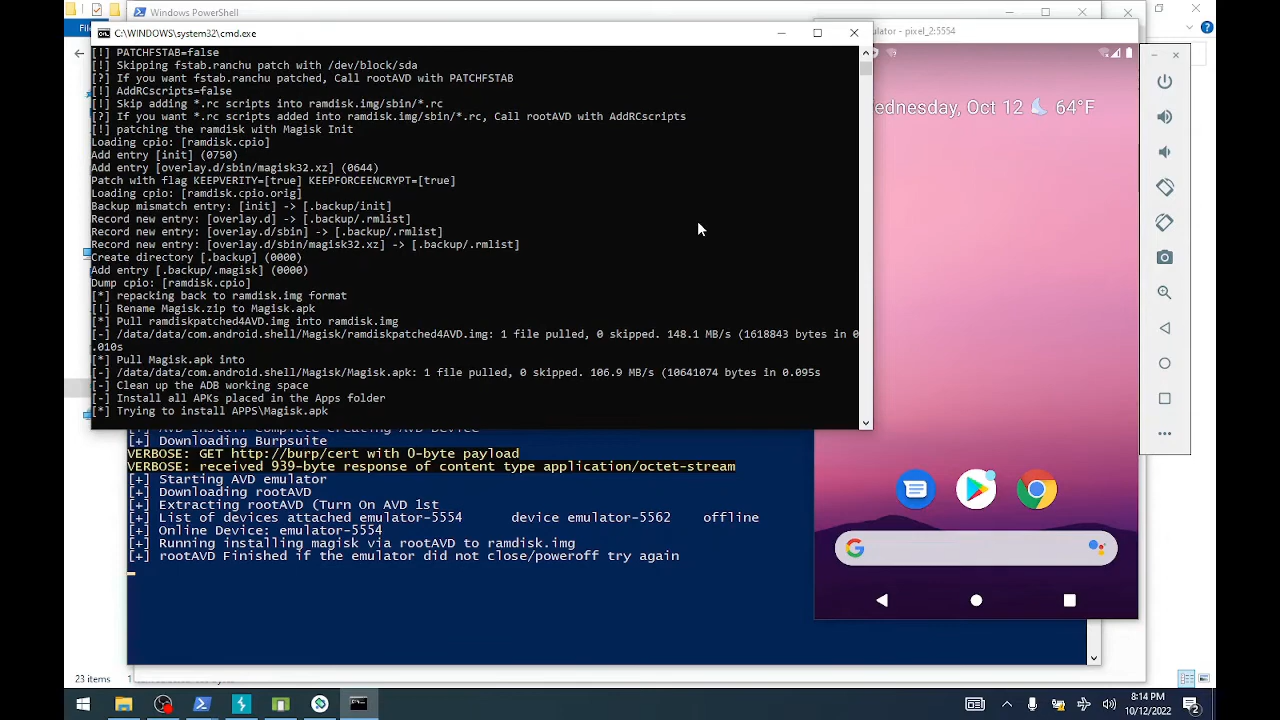 Windows PowerShell
C:\WINDOWS\system32\cmd.exe
[!] PATCHFSTAB=false
[!] Skipping fstab.ranchu patch with /dev/block/sda
[?] If you want fstab.ranchu patched, Call rootAVD with PATCHFSTAB
[!] AddRCscripts=false
[!] Skip adding *.rc scripts into ramdisk.img/sbin/*.rc
[?] If you want *.rc scripts added into ramdisk.img/sbin/*.rc, Call rootAVD with AddRCscripts
[!] patching the ramdisk with Magisk Init
Loading cpio: [ramdisk.cpio]
Add entry [init] (0750)
Add entry [overlay.d/sbin/magisk32.xz] (0644)
Patch with flag KEEPVERITY=[true] KEEPFORCEENCRYPT=[true]
Loading cpio: [ramdisk.cpio.orig]
Backup mismatch entry: [init] -> [.backup/init]
Record new entry: [overlay.d] -> [.backup/.rmlist]
Record new entry: [overlay.d/sbin] -> [.backup/.rmlist]
Record new entry: [overlay.d/sbin/magisk32.xz] -> [.backup/.rmlist]
Create directory [.backup] (0000)
Add entry [.backup/.magisk] (0000)
Dump cpio: [ramdisk.cpio]
[*] repacking back to ramdisk.img format
[!] Rename Magisk.zip to Magisk.apk
[*] Pull ramdiskpatched4AVD.img into ramdisk.img
[-] /data/data/com.android.shell/Magisk/ramdiskpatched4AVD.img: 1 file pulled, 0 skipped. 148.1 MB/s (1618843 bytes in 0
.010s
[*] Pull Magisk.apk into
[-] /data/data/com.android.shell/Magisk/Magisk.apk: 1 file pulled, 0 skipped. 106.9 MB/s (10641074 bytes in 0.095s
[-] Clean up the ADB working space
[-] Install all APKs placed in the Apps folder
[*] Trying to install APPS\Magisk.apk
[+] AVD Install Complete Creating AVD Device
[+] Downloading Burpsuite
VERBOSE: GET http://burp/cert with 0-byte payload
VERBOSE: received 939-byte response of content type application/octet-stream
[+] Starting AVD emulator
[+] Downloading rootAVD
[+] Extracting rootAVD (Turn On AVD 1st
[+] List of devices attached emulator-5554 device emulator-5562 offline
[+] Online Device: emulator-5554
[+] Running installing magisk via rootAVD to ramdisk.img
[+] rootAVD Finished if the emulator did not close/poweroff try again
ulator - pixel_2:5554
ednesday, Oct 12 64°F
23 items
8:14 PM
10/12/2022
2